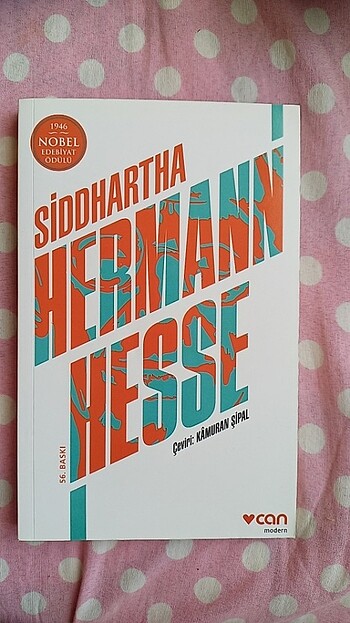 1946
NOBEL
EDEBİYAT
ÖDÜLÜ
SİDDHARTHA
HERMANN
HESSE
Çeviri: KÂMURAN ŞİPAL
56. BASKI
can
modern